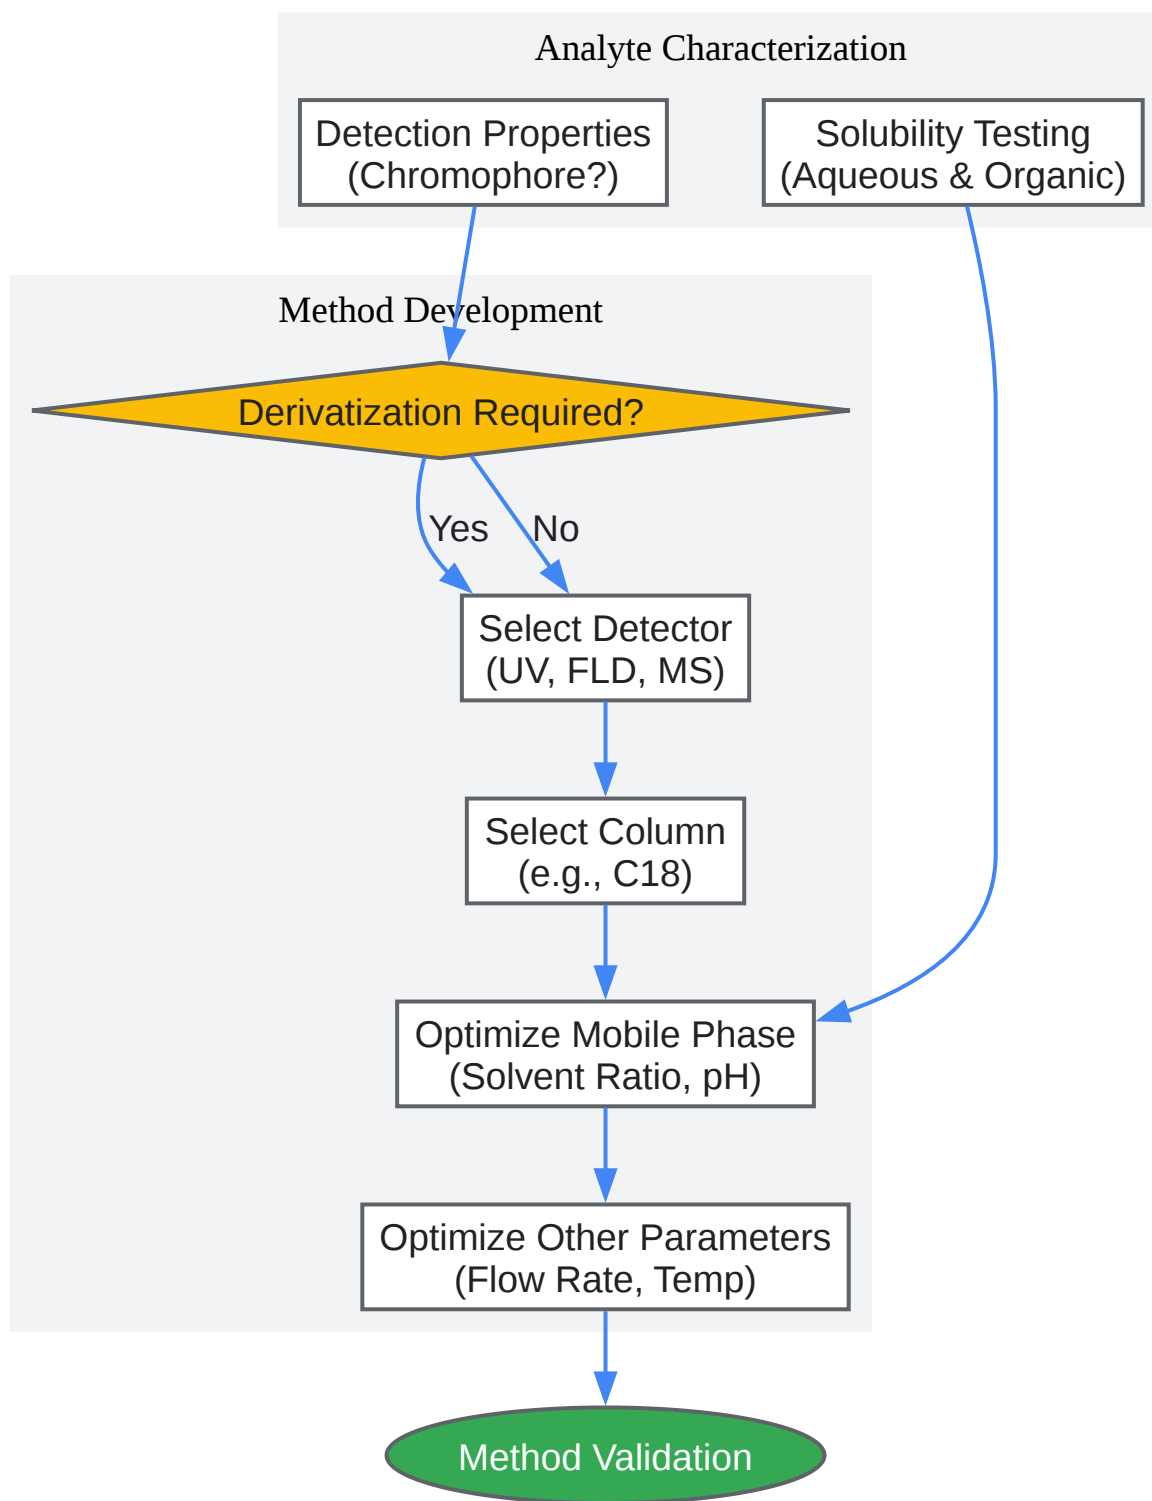 Analyte Characterization
Detection Properties
(Chromophore?)
Solubility Testing
(Aqueous & Organic)
Method Development
Derivatization Required?
Yes
No
Select Detector
(UV, FLD, MS)
Select Column
(e.g., C18)
Optimize Mobile Phase
(Solvent Ratio, pH)
Optimize Other Parameters
(Flow Rate, Temp)
Method Validation